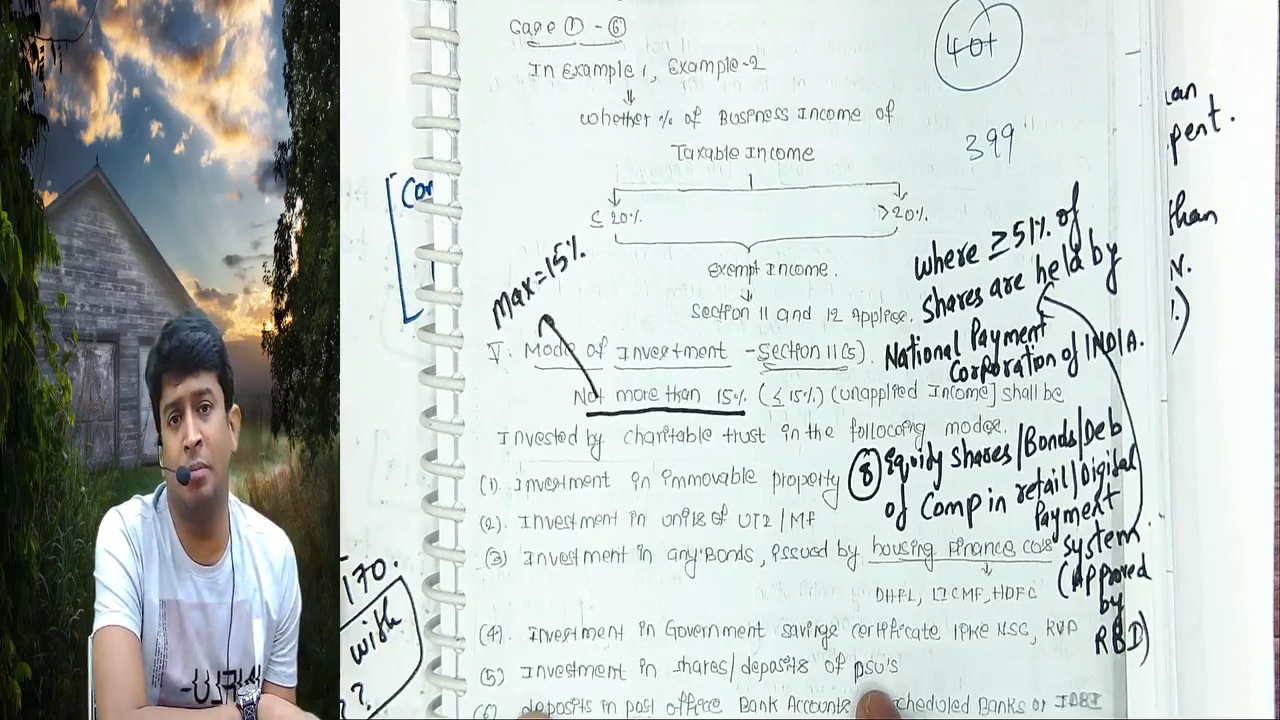 Case ① - ⑥
In Example 1, Example-2
whether % of Business Income of
Taxable Income
≤ 20%. >20%.
Exempt Income.
Section 11 and 12 applies.
V. Mode of Investment - Section 11(5).
Not more than 15% (≤ 15%) (unapplied Income] shall be
Invested by charitable trust in the following modes.
(1). Investment in immovable property
(2). Investment in units of UTI / MF
(3) Investment in any Bonds, issued by housing finance cos
DHFL, LICMF, HDFC
(4). Investment in Government savings certificate like NSC, KVP
(5) Investment in shares/deposits of PSU's
(6) deposits in post office Bank Accounts scheduled Banks or IDBI
Max = 15%
401
399
where ≥ 51% of
shares are held by
National Payment
Corporation of INDIA.
⑧ Equity shares/Bonds/Deb
of Comp in retail/Digital
Payment
system
(Approved
by
RBI)
[Cor
170.
with
?
pent.
than